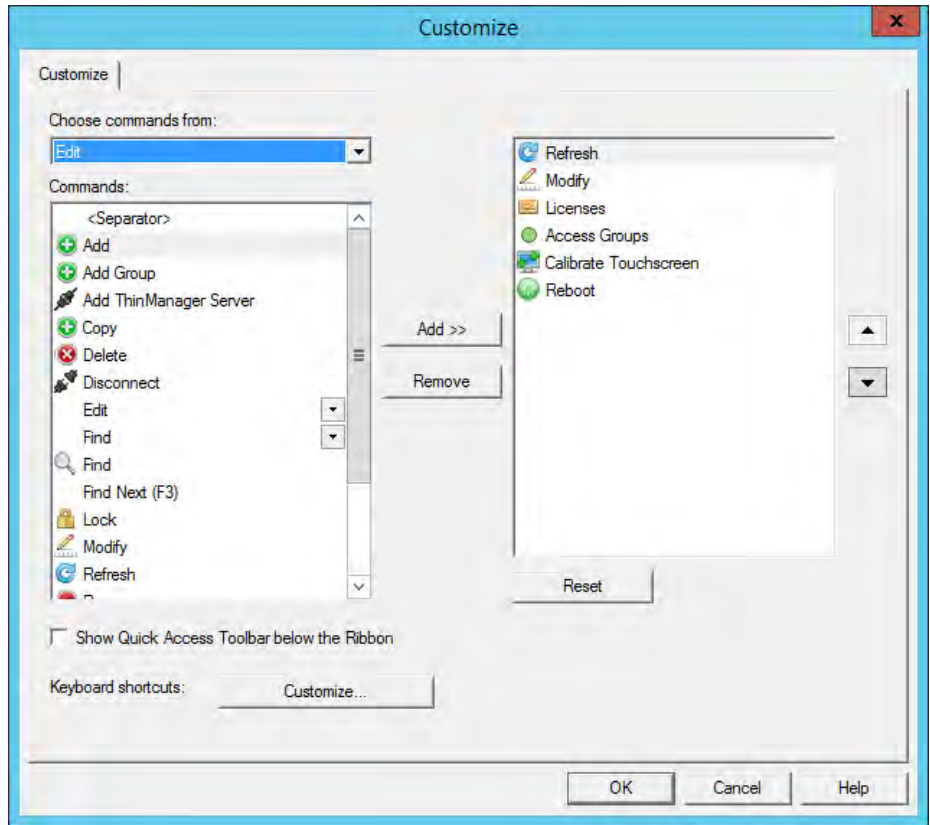 Customize
x
Customize
Choose commands from:
Edit
Commands:
<Separator>
Add
Add Group
Add ThinManager Server
Copy
Delete
Disconnect
Edit
Find
Find
Find Next (F3)
Lock
Modify
Refresh
Add >>
Remove
Refresh
Modify
Licenses
Access Groups
Calibrate Touchscreen
Reboot
Reset
Show Quick Access Toolbar below the Ribbon
Keyboard shortcuts:
Customize...
OK
Cancel
Help